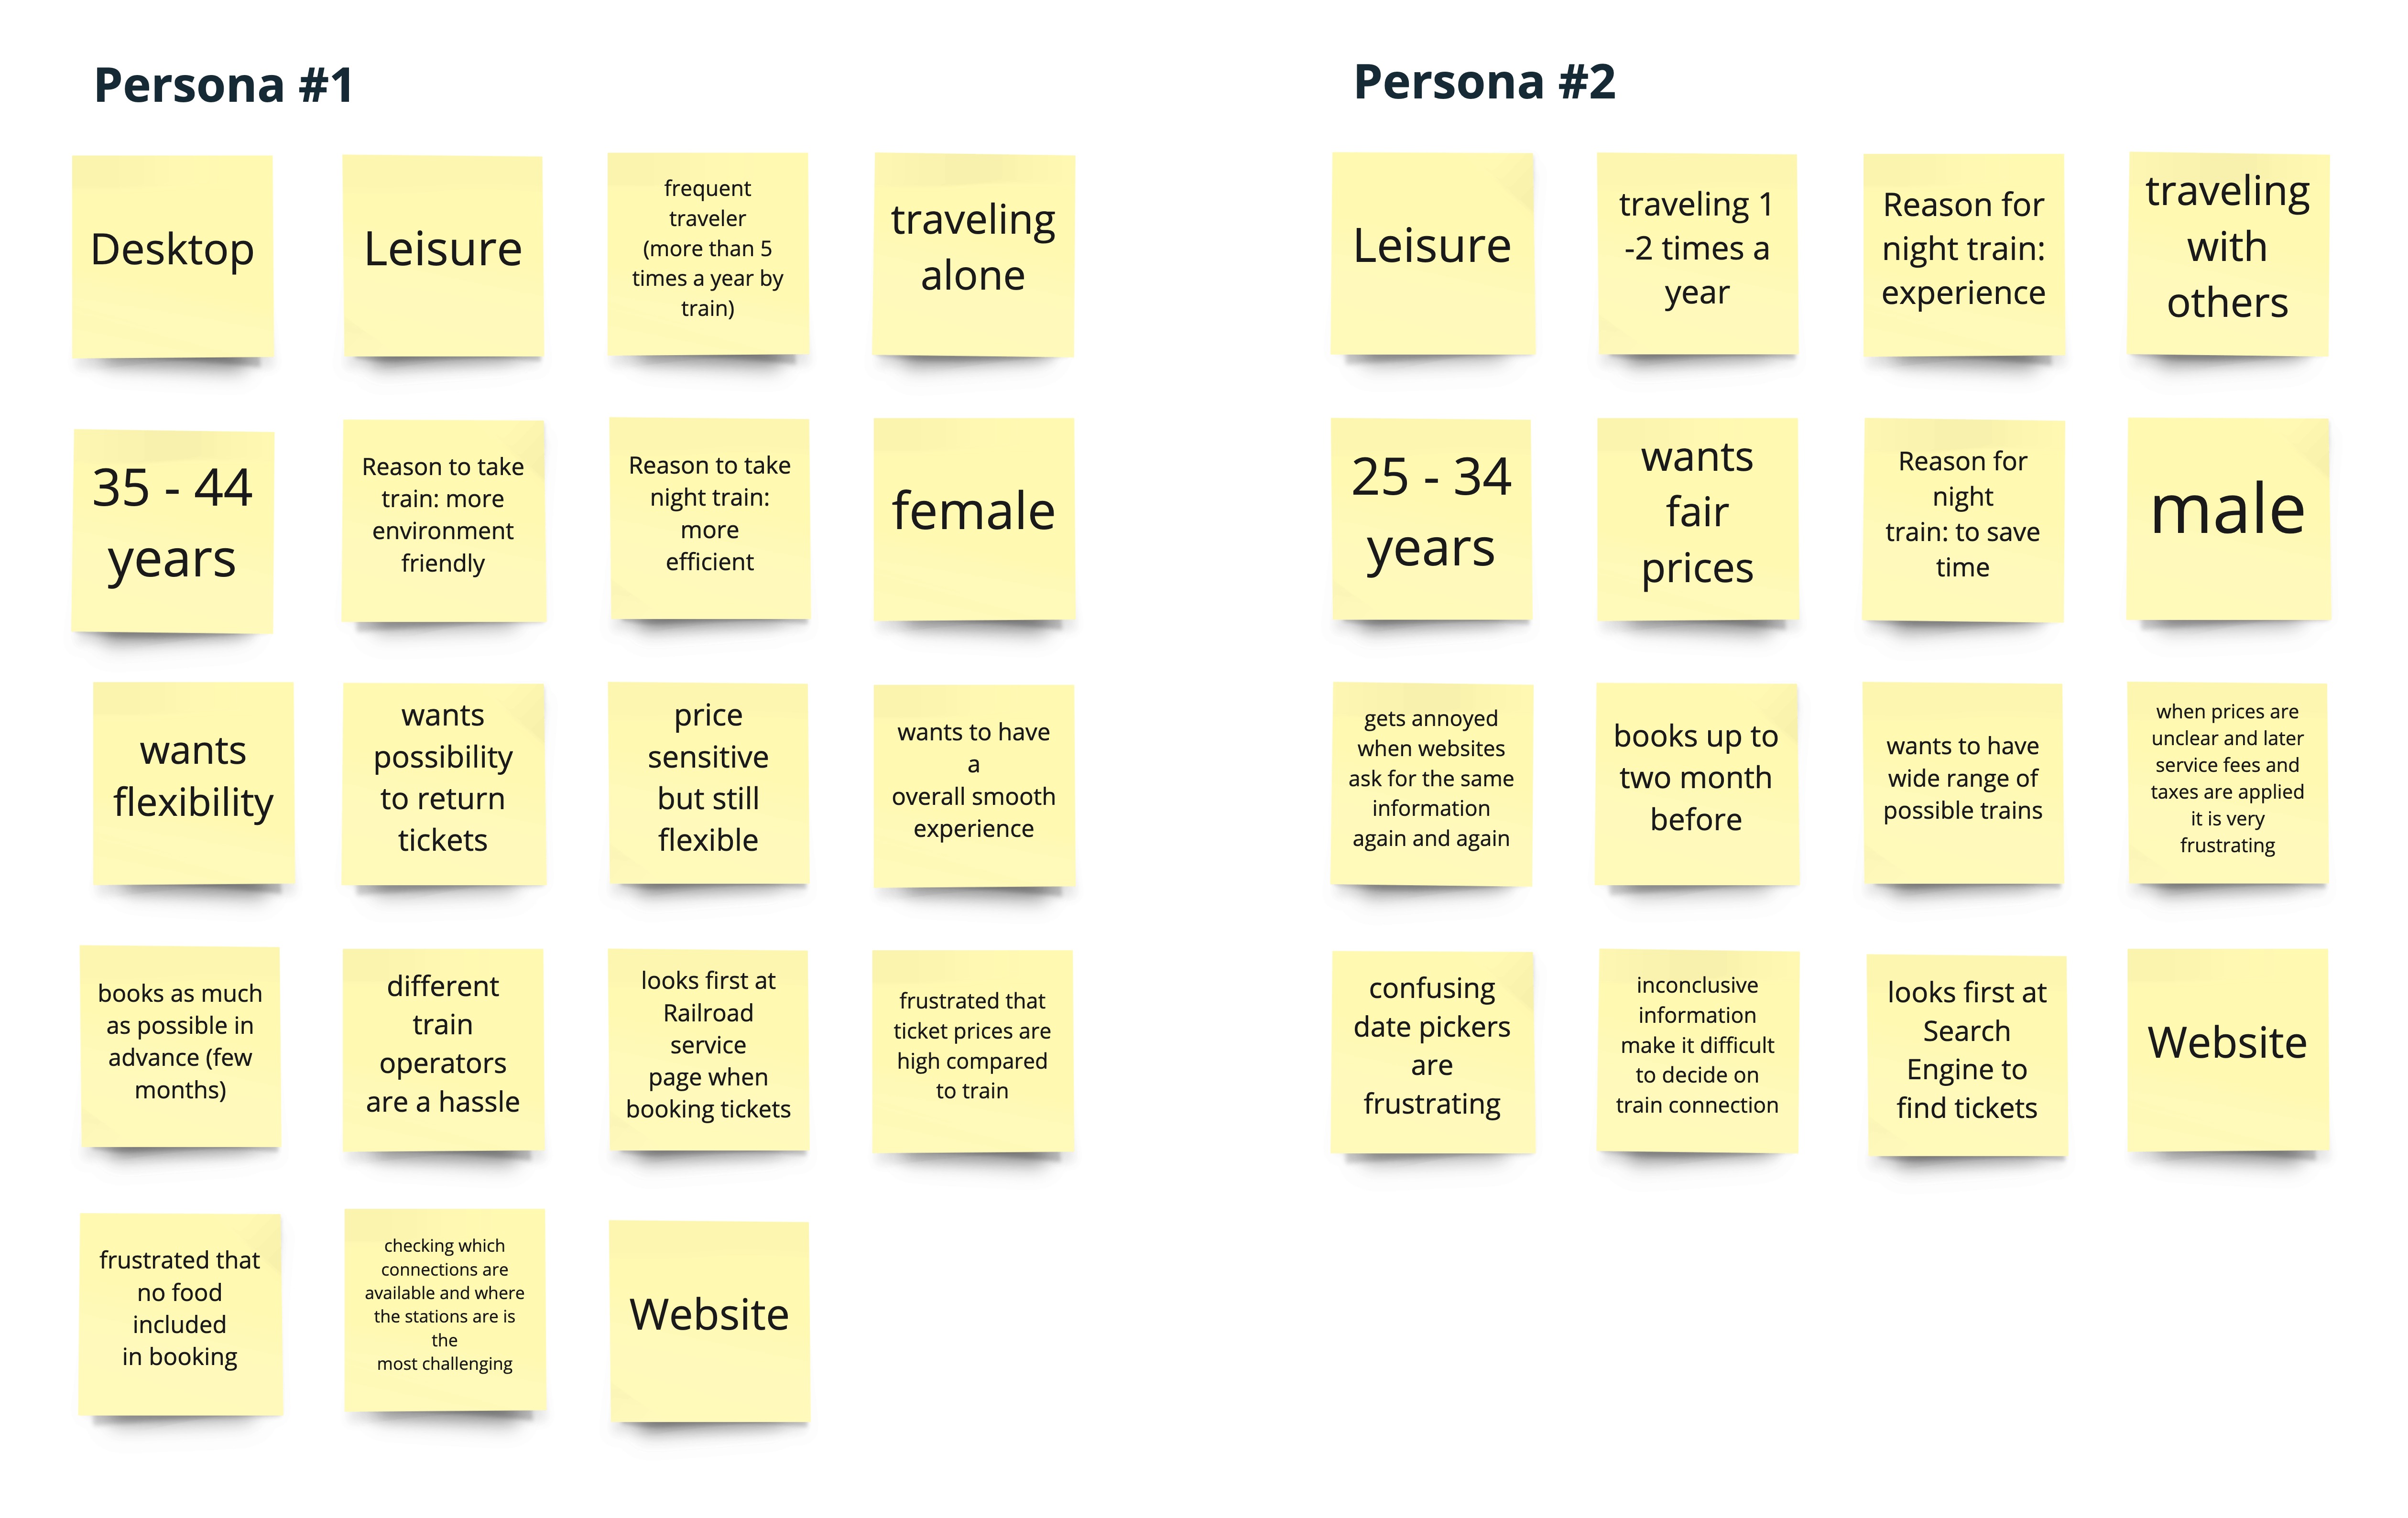 Persona #1
Desktop
Leisure
frequent
traveler
(more than 5
times a year by
train)
traveling
alone
35 - 44
years
Reason to take
train: more
environment
friendly
Reason to take
night train:
more
efficient
female
wants
flexibility
wants
possibility
to return
tickets
price
sensitive
but still
flexible
wants to have
a
overall smooth
experience
books as much
as possible in
advance (few
months)
different
train
operators
are a hassle
looks first at
Railroad
service
page when
booking tickets
frustrated that
ticket prices are
high compared
to train
frustrated that
no food
included
in booking
checking which
connections are
available and where
the stations are is
the
most challenging
Website
Persona #2
Leisure
traveling 1
-2 times a
year
Reason for
night train:
experience
traveling
with
others
25 - 34
years
wants
fair
prices
Reason for
night
train: to save
time
male
gets annoyed
when websites
ask for the same
information
again and again
books up to
two month
before
wants to have
wide range of
possible trains
when prices are
unclear and later
service fees and
taxes are applied
it is very
frustrating
confusing
date pickers
are
frustrating
inconclusive
information
make it difficult
to decide on
train connection
looks first at
Search
Engine to
find tickets
Website